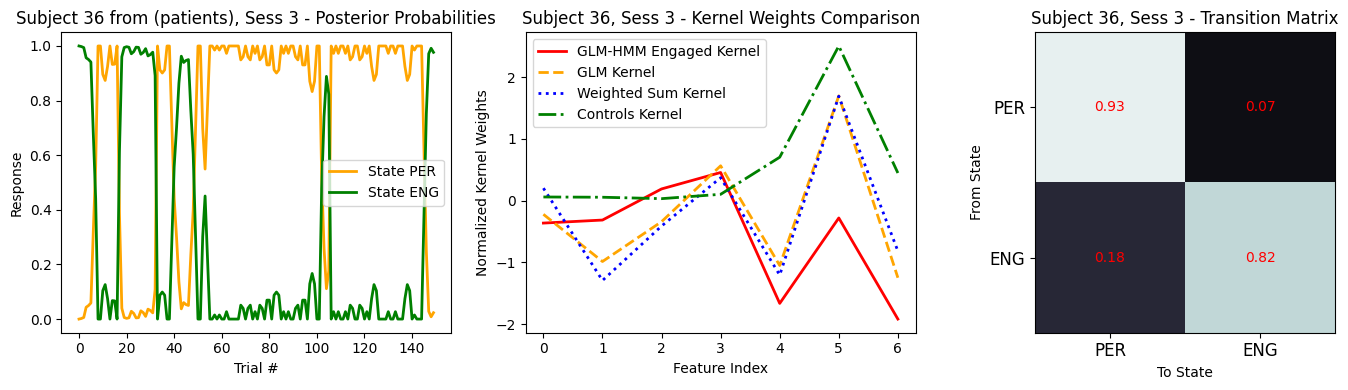 Subject 36 from (patients), Sess 3 - Posterior Probabilities
Response
1.0
0.8
0.6
0.4
0.2
0.0
State PER
State ENG
0 20 40 60 80 100 120 140
Trial #
Subject 36, Sess 3 - Kernel Weights Comparison
Normalized Kernel Weights
2
1
0
−1
−2
GLM-HMM Engaged Kernel
GLM Kernel
Weighted Sum Kernel
Controls Kernel
0 1 2 3 4 5 6
Feature Index
Subject 36, Sess 3 - Transition Matrix
From State
PER
ENG
0.93 0.07
0.18 0.82
PER ENG
To State